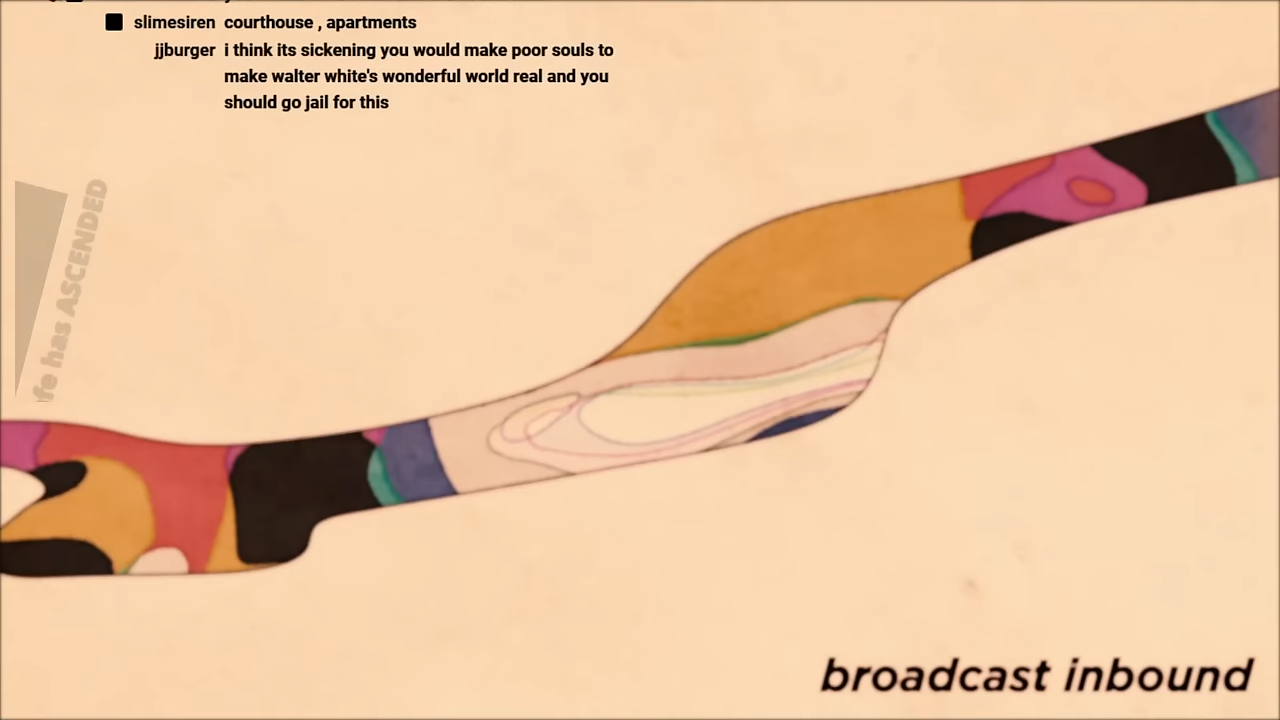 slimesiren courthouse , apartments
jjburger i think its sickening you would make poor souls to
make walter white's wonderful world real and you
should go jail for this
fe has ASCENDED
broadcast inbound